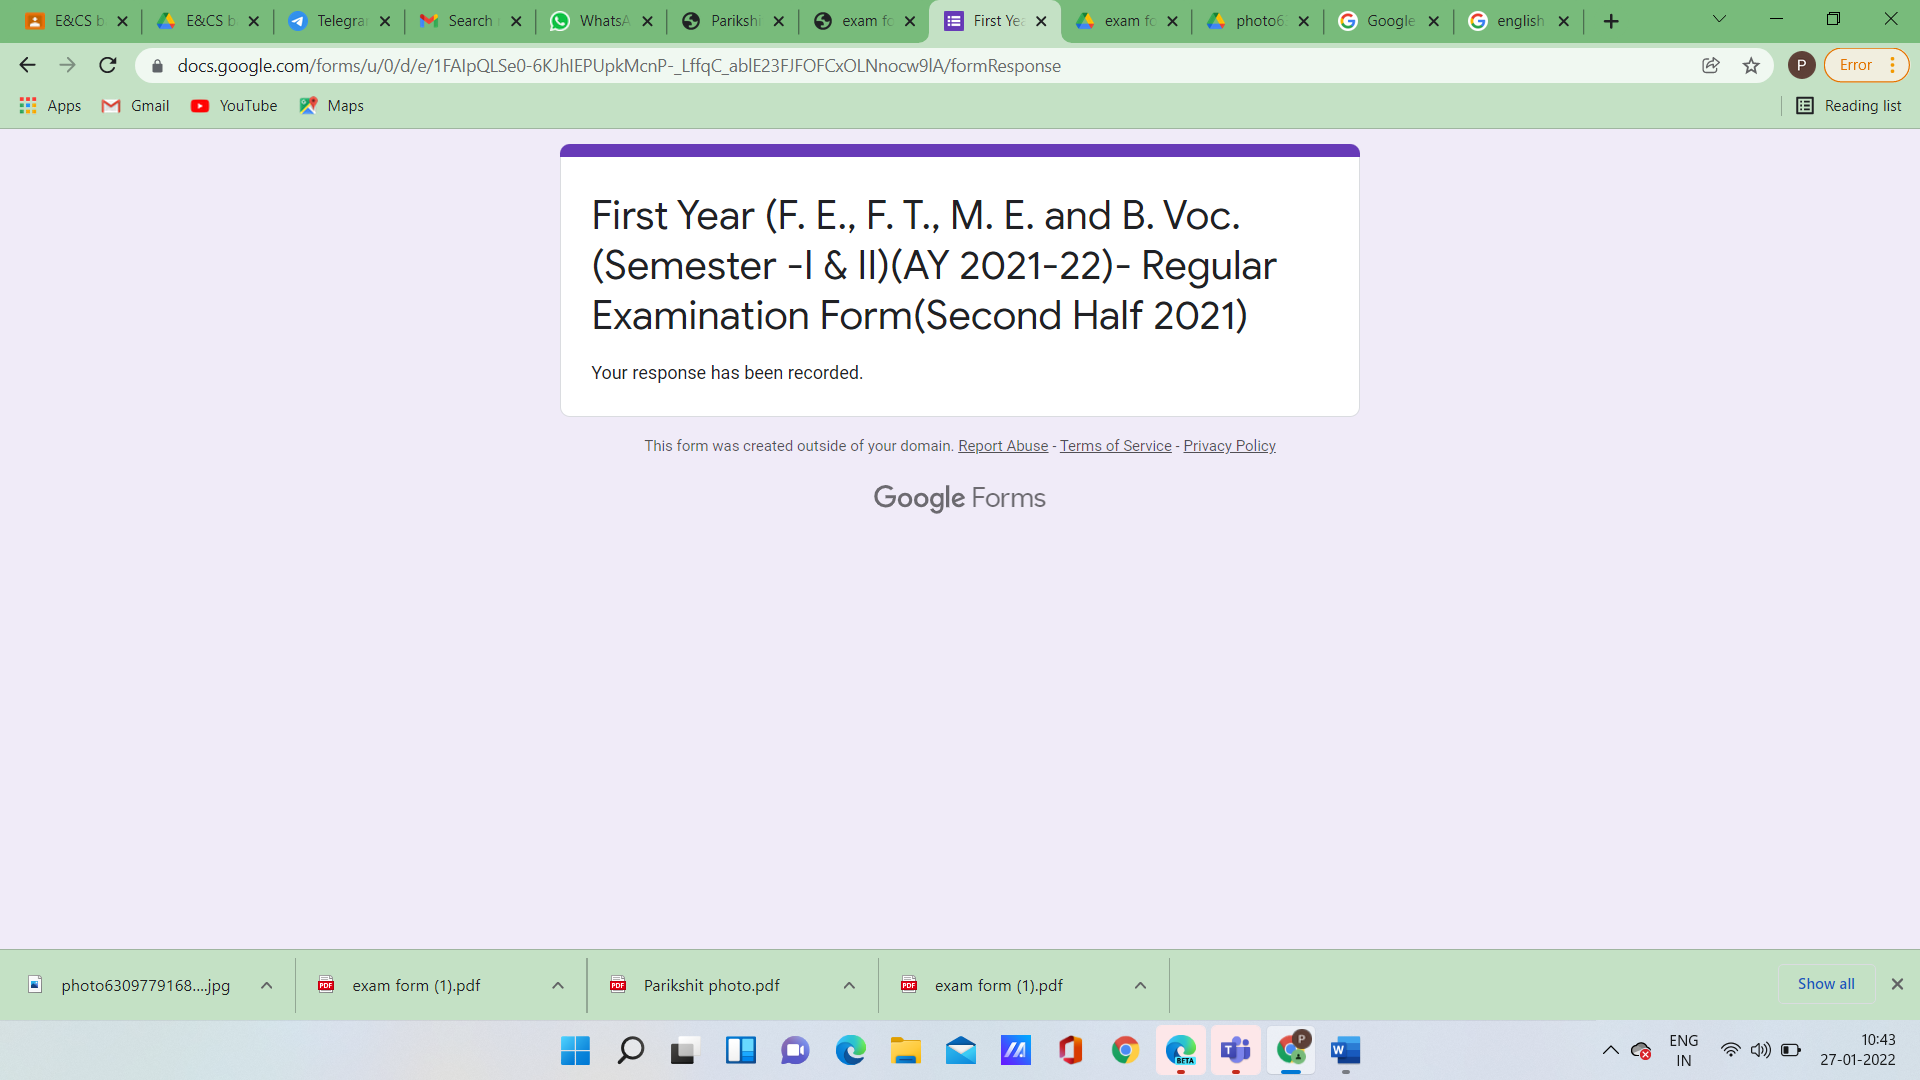 E&CS b
E&CS b
Telegra
Search
WhatsA
Parikshi
exam fo
First Yea
exam fo
photo6
Google
english
docs.google.com/forms/u/0/d/e/1FAIpQLSe0-6KJhIEPUpkMcnP-_LffqC_ablE23FJFOFCxOLNnocw9lA/formResponse
P
Error
Apps
Gmail
YouTube
Maps
Reading list
First Year (F. E., F. T., M. E. and B. Voc.
(Semester -I & II)(AY 2021-22)- Regular
Examination Form(Second Half 2021)
Your response has been recorded.
This form was created outside of your domain. Report Abuse - Terms of Service - Privacy Policy
Google Forms
photo6309779168....jpg
exam form (1).pdf
Parikshit photo.pdf
exam form (1).pdf
Show all
BETA
P
ENG
IN
10:43
27-01-2022